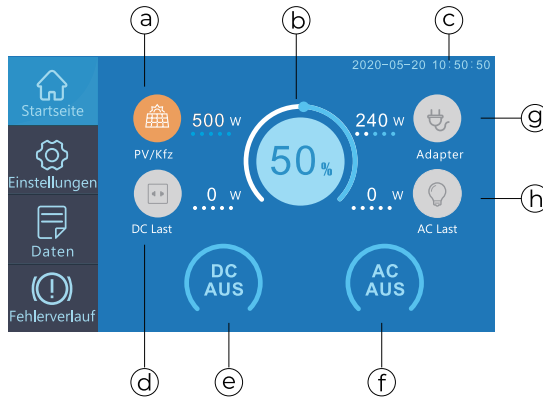 a b c
2020-05-20 10:50:50
Startseite
500 W
240 W
g
PV/Kfz
50%
Adapter
Einstellungen
0 W
0 W
h
DC Last
AC Last
Daten
DC AUS
AC AUS
Fehlerverlauf
d e f